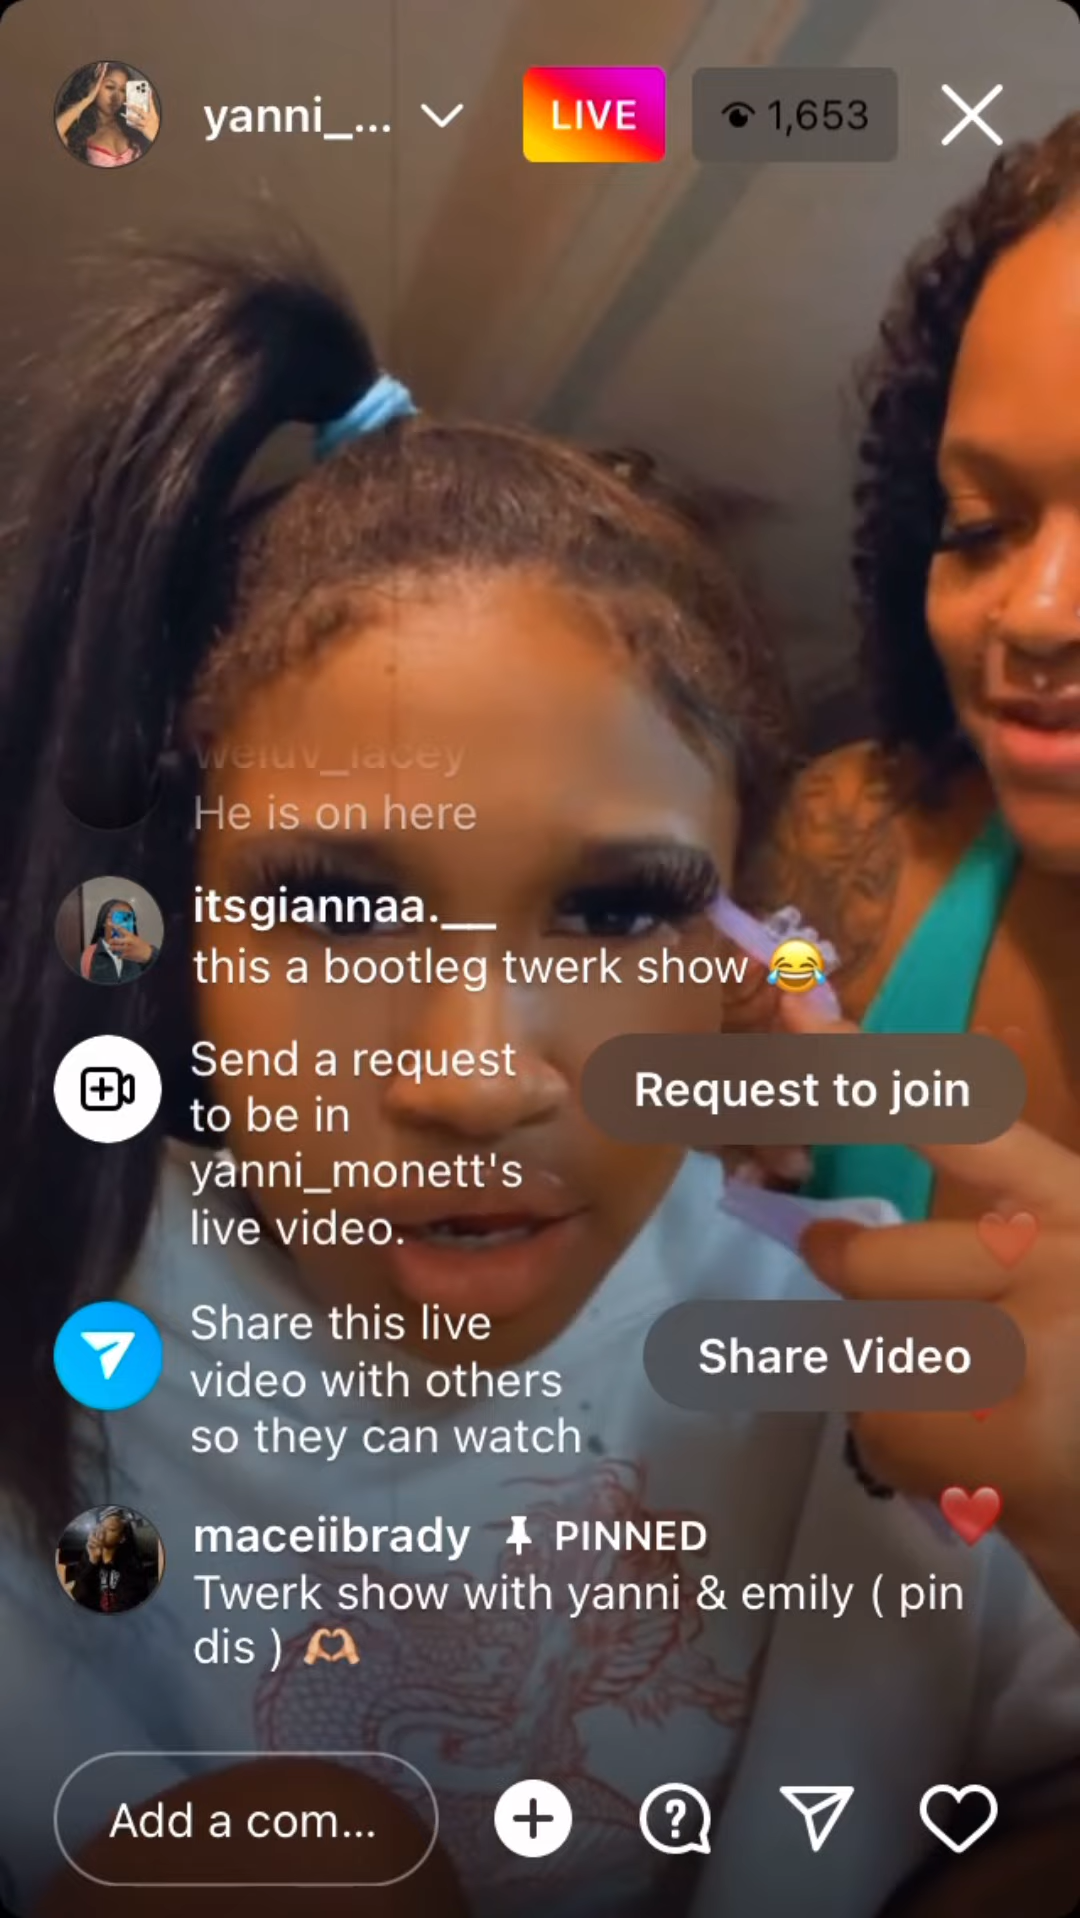 yanni_...
LIVE
1,653
weluv_lacey
He is on here
itsgiannaa.__
this a bootleg twerk show 😂
Send a request
to be in
yanni_monett's
live video.
Request to join
Share this live
video with others
so they can watch
Share Video
maceiibrady PINNED
Twerk show with yanni & emily ( pin
dis ) 🫶🏼
Add a com...